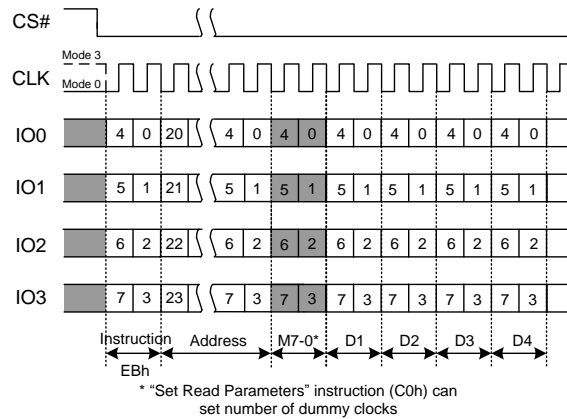 CS#
Mode 3
CLK
Mode 0
IO0 4 0 20 4 0 4 0 4 0 4 0 4 0 4 0
IO1 5 1 21 5 1 5 1 5 1 5 1 5 1 5 1
IO2 6 2 22 6 2 6 2 6 2 6 2 6 2 6 2
IO3 7 3 23 7 3 7 3 7 3 7 3 7 3 7 3
Instruction Address M7-0* D1 D2 D3 D4
EBh
* “Set Read Parameters” instruction (C0h) can
set number of dummy clocks